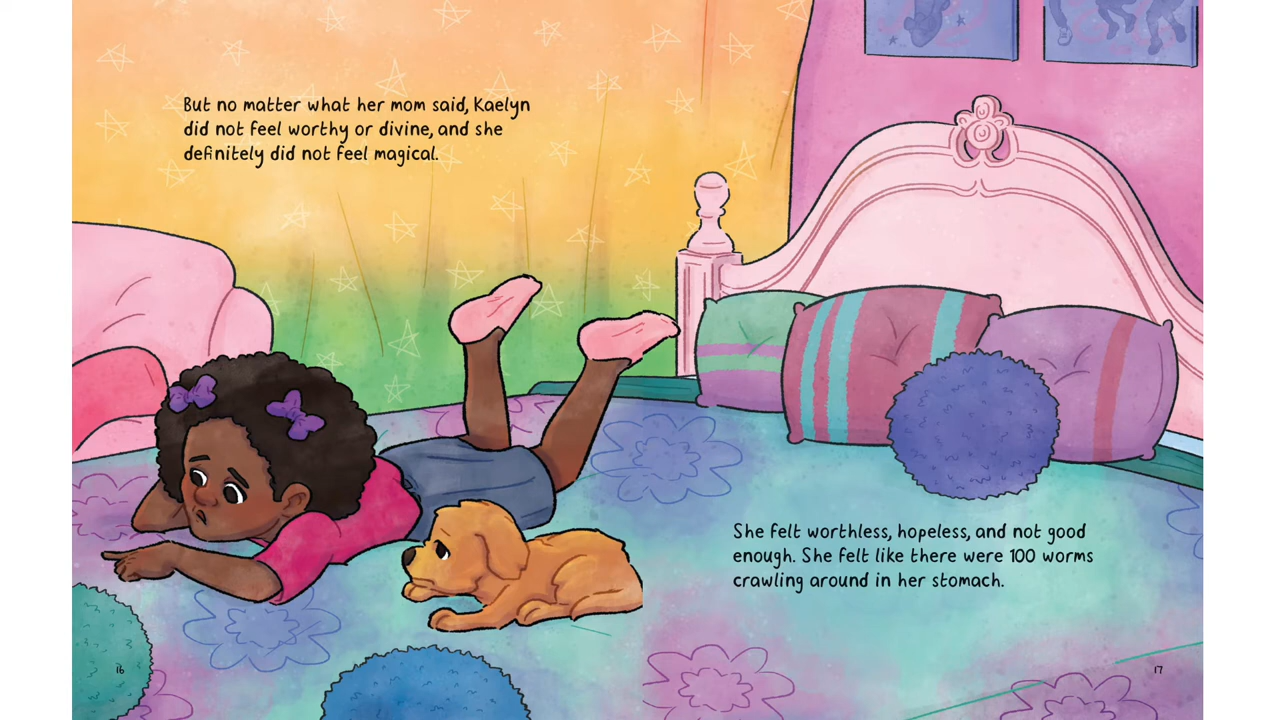 But no matter what her mom said, Kaelyn
did not feel worthy or divine, and she
definitely did not feel magical.
She felt worthless, hopeless, and not good
enough. She felt like there were 100 worms
crawling around in her stomach.
16
17